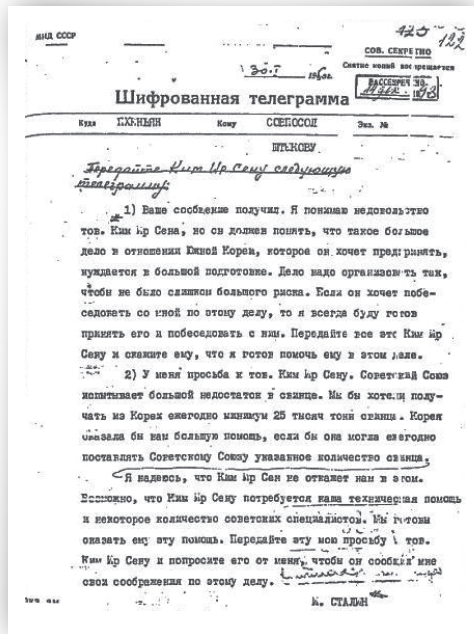 МИД СССР
122
СОВ. СЕКРЕТНО
Снятие копий воспрещается
30.I
РАССЕКРЕЧЕНО
Шифрованная телеграмма
Куда ПХЕНЬЯН Кому СОВПОСОЛ Экз. №
ШТЫКОВУ
Передайте Ким Ир Сену следующую
телеграмму:
1) Ваше сообщение получил. Я понимаю недовольство
тов. Ким Ир Сена, но он должен понять, что такое большое
дело в отношении Южной Кореи, которое он хочет предпринять,
нуждается в большой подготовке. Дело надо организовать так,
чтобы не было слишком большого риска. Если он хочет побе-
седовать со мной по этому делу, то я всегда буду готов
принять его и побеседовать с ним. Передайте все это Ким Ир
Сену и скажите ему, что я готов помочь ему в этом деле.
2) У меня просьба к тов. Ким Ир Сену. Советский Союз
испытывает большой недостаток в свинце. Мы бы хотели полу-
чать из Кореи ежегодно минимум 25 тысяч тонн свинца. Корея
оказала бы нам большую помощь, если бы она могла ежегодно
поставлять Советскому Союзу указанное количество свинца.
Я надеюсь, что Ким Ир Сен не откажет нам в этом.
Возможно, что Ким Ир Сену потребуется наша техническая помощь
и некоторое количество советских специалистов. Мы готовы
оказать ему эту помощь. Передайте эту мою просьбу тов.
Ким Ир Сену и попросите его от меня, чтобы он сообщил мне
свои соображения по этому делу.
И. СТАЛИН